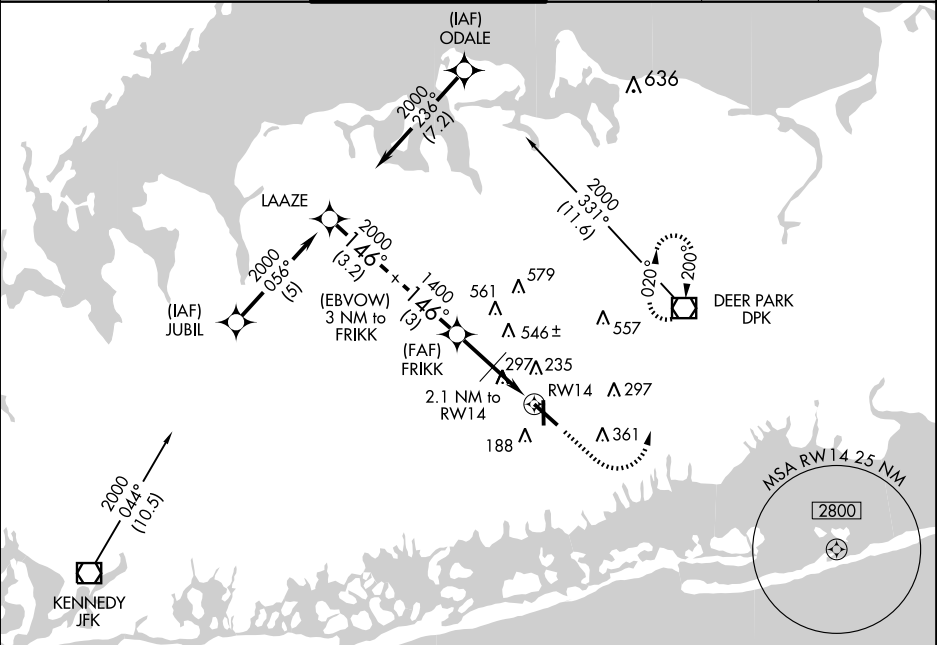 (IAF)
ODALE
636
2000
236°
(7.2)
LAAZE
2000
331°
(11.6)
2000
056°
(5)
2000
146°
(3.2)
(IAF)
JUBIL
(EBVOW)
3 NM to
FRIKK
1400
146°
(3)
(FAF)
FRIKK
561
579
546±
557
020°
200°
DEER PARK
DPK
297
235
2.1 NM to
RW14
RW14
297
188
361
2000
044°
(10.5)
KENNEDY
JFK
MSA RW14 25 NM
2800